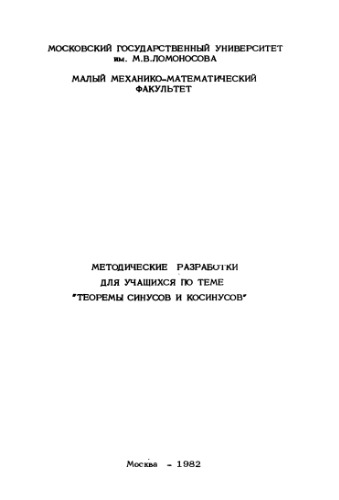 МОСКОВСКИЙ ГОСУДАРСТВЕННЫЙ УНИВЕРСИТЕТ
им. М.В.ЛОМОНОСОВА
МАЛЫЙ МЕХАНИКО-МАТЕМАТИЧЕСКИЙ
ФАКУЛЬТЕТ
МЕТОДИЧЕСКИЕ РАЗРАБОТКИ
ДЛЯ УЧАЩИХСЯ ПО ТЕМЕ
"ТЕОРЕМЫ СИНУСОВ И КОСИНУСОВ"
Москва - 1982